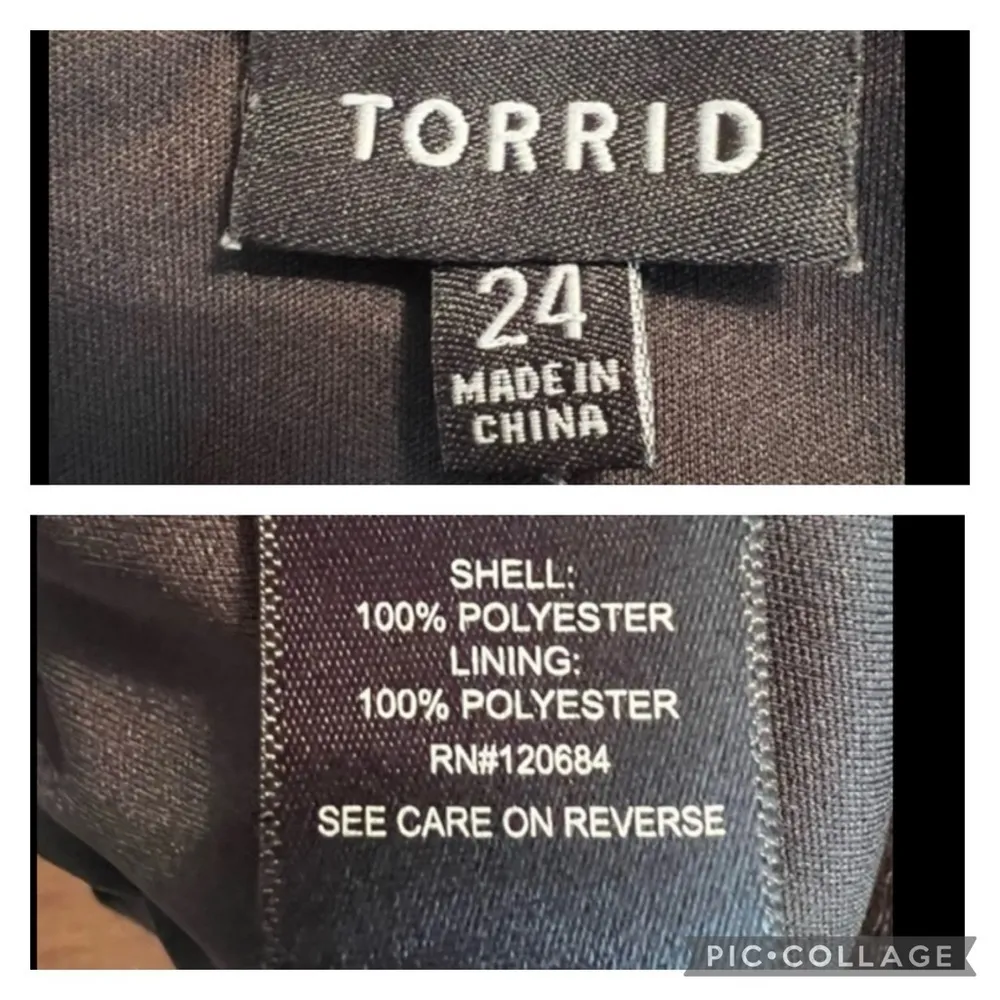 TORRID
24
MADE IN
CHINA
SHELL:
100% POLYESTER
LINING:
100% POLYESTER
RN#120684
SEE CARE ON REVERSE
PIC•COLLAGE